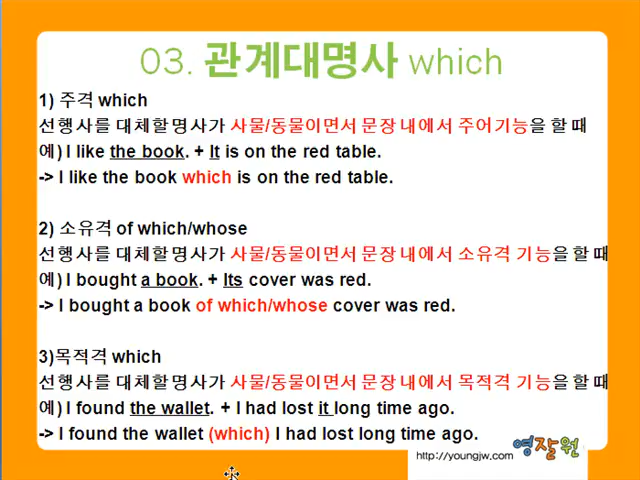 03. 관계대명사 which
1) 주격 which
선행사를 대체할 명사가 사물/동물이면서 문장 내에서 주어기능을 할 때
예) I like the book. + It is on the red table.
-> I like the book which is on the red table.
2) 소유격 of which/whose
선행사를 대체할 명사가 사물/동물이면서 문장 내에서 소유격 기능을 할 때
예) I bought a book. + Its cover was red.
-> I bought a book of which/whose cover was red.
3)목적격 which
선행사를 대체할 명사가 사물/동물이면서 문장 내에서 목적격 기능을 할 때
예) I found the wallet. + I had lost it long time ago.
-> I found the wallet (which) I had lost long time ago.
http://youngjw.com 영잘원